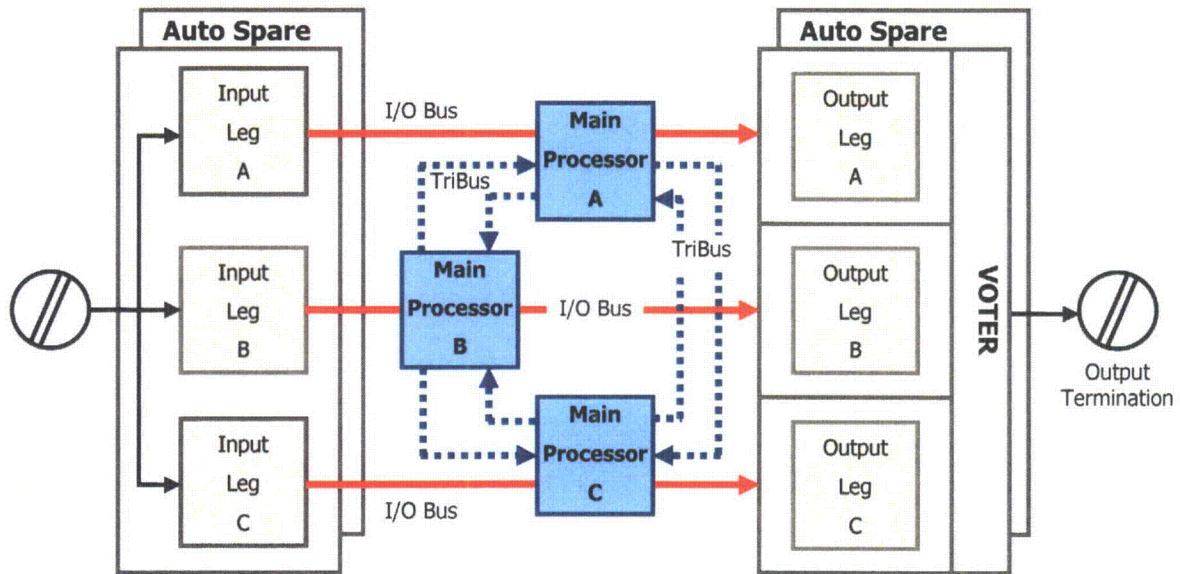 Auto Spare
Auto Spare
Input
Leg
A
I/O Bus
Main
Processor
A
Output
Leg
A
TriBus
TriBus
Input
Leg
B
Main
Processor
B
I/O Bus
Output
Leg
B
VOTER
Output
Termination
Input
Leg
C
I/O Bus
Main
Processor
C
Output
Leg
C